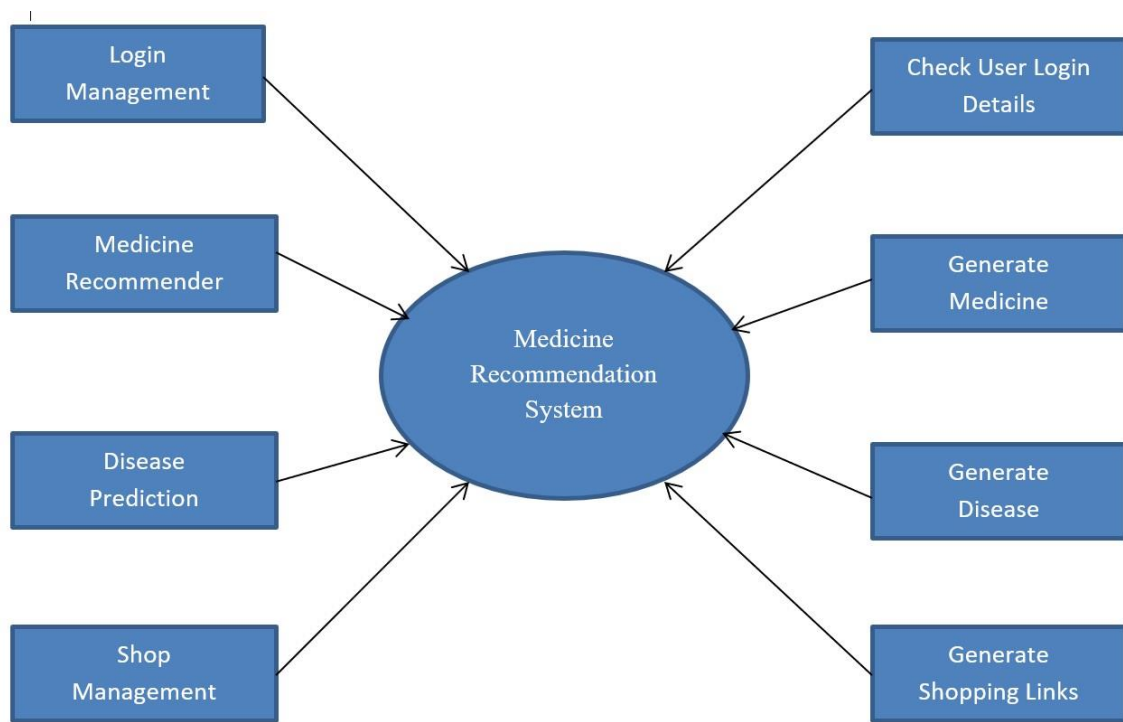 Login
Management
Check User Login
Details
Medicine
Recommender
Generate
Medicine
Medicine
Recommendation
System
Disease
Prediction
Generate
Disease
Shop
Management
Generate
Shopping Links